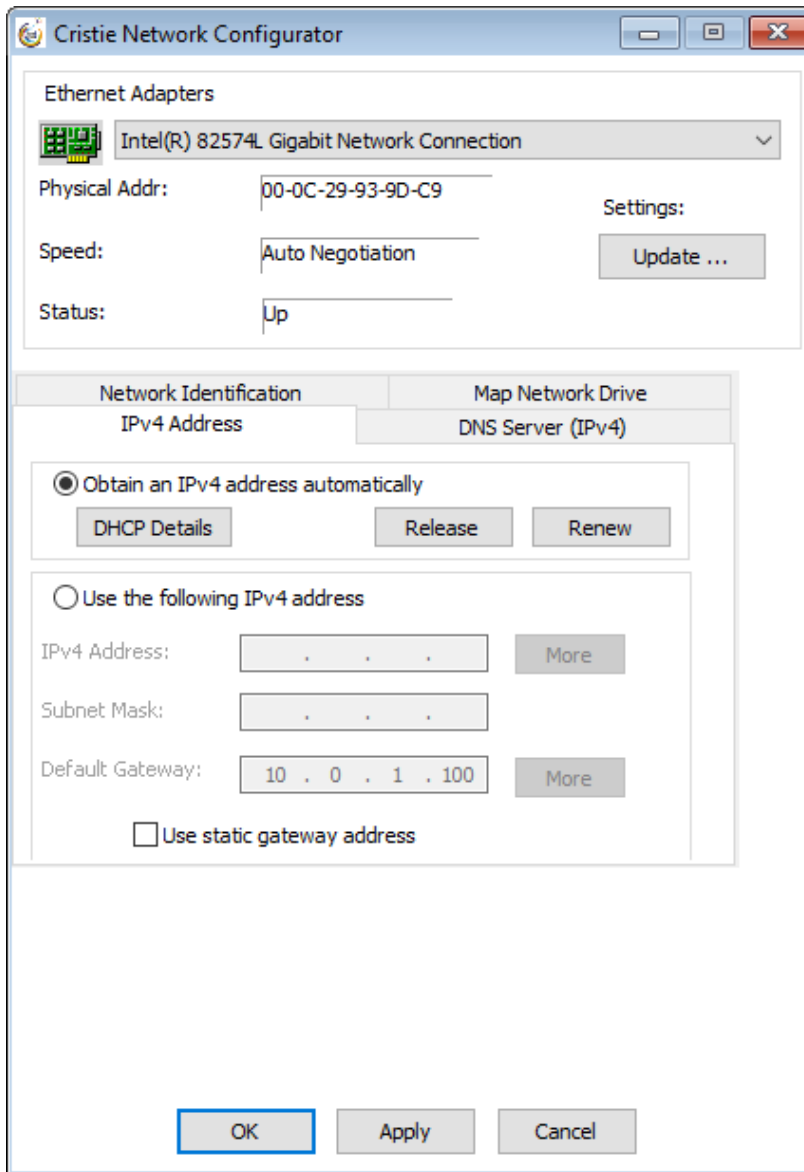 Cristie Network Configurator
Ethernet Adapters
Intel(R) 82574L Gigabit Network Connection
Physical Addr: 00-0C-29-93-9D-C9
Settings:
Speed: Auto Negotiation Update ...
Status: Up
Network Identification Map Network Drive
IPv4 Address DNS Server (IPv4)
Obtain an IPv4 address automatically
DHCP Details Release Renew
Use the following IPv4 address
IPv4 Address: . . . More
Subnet Mask: . . .
Default Gateway: 10 . 0 . 1 . 100 More
Use static gateway address
OK Apply Cancel